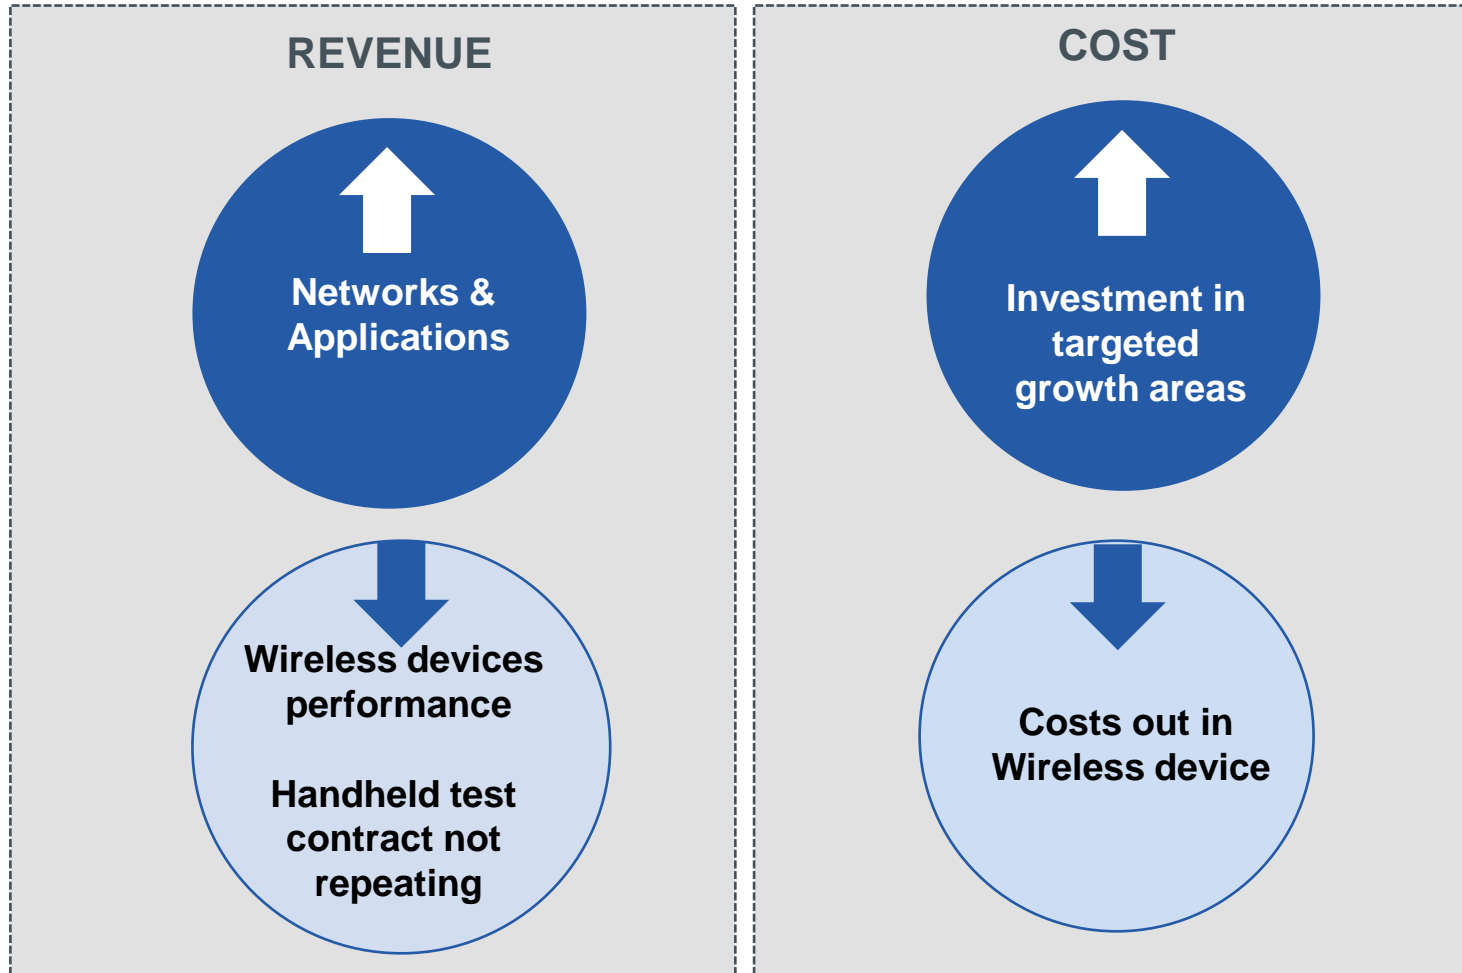 REVENUE
Networks &
Applications
Wireless devices
performance
Handheld test
contract not
repeating
COST
Investment in
targeted
growth areas
Costs out in
Wireless device